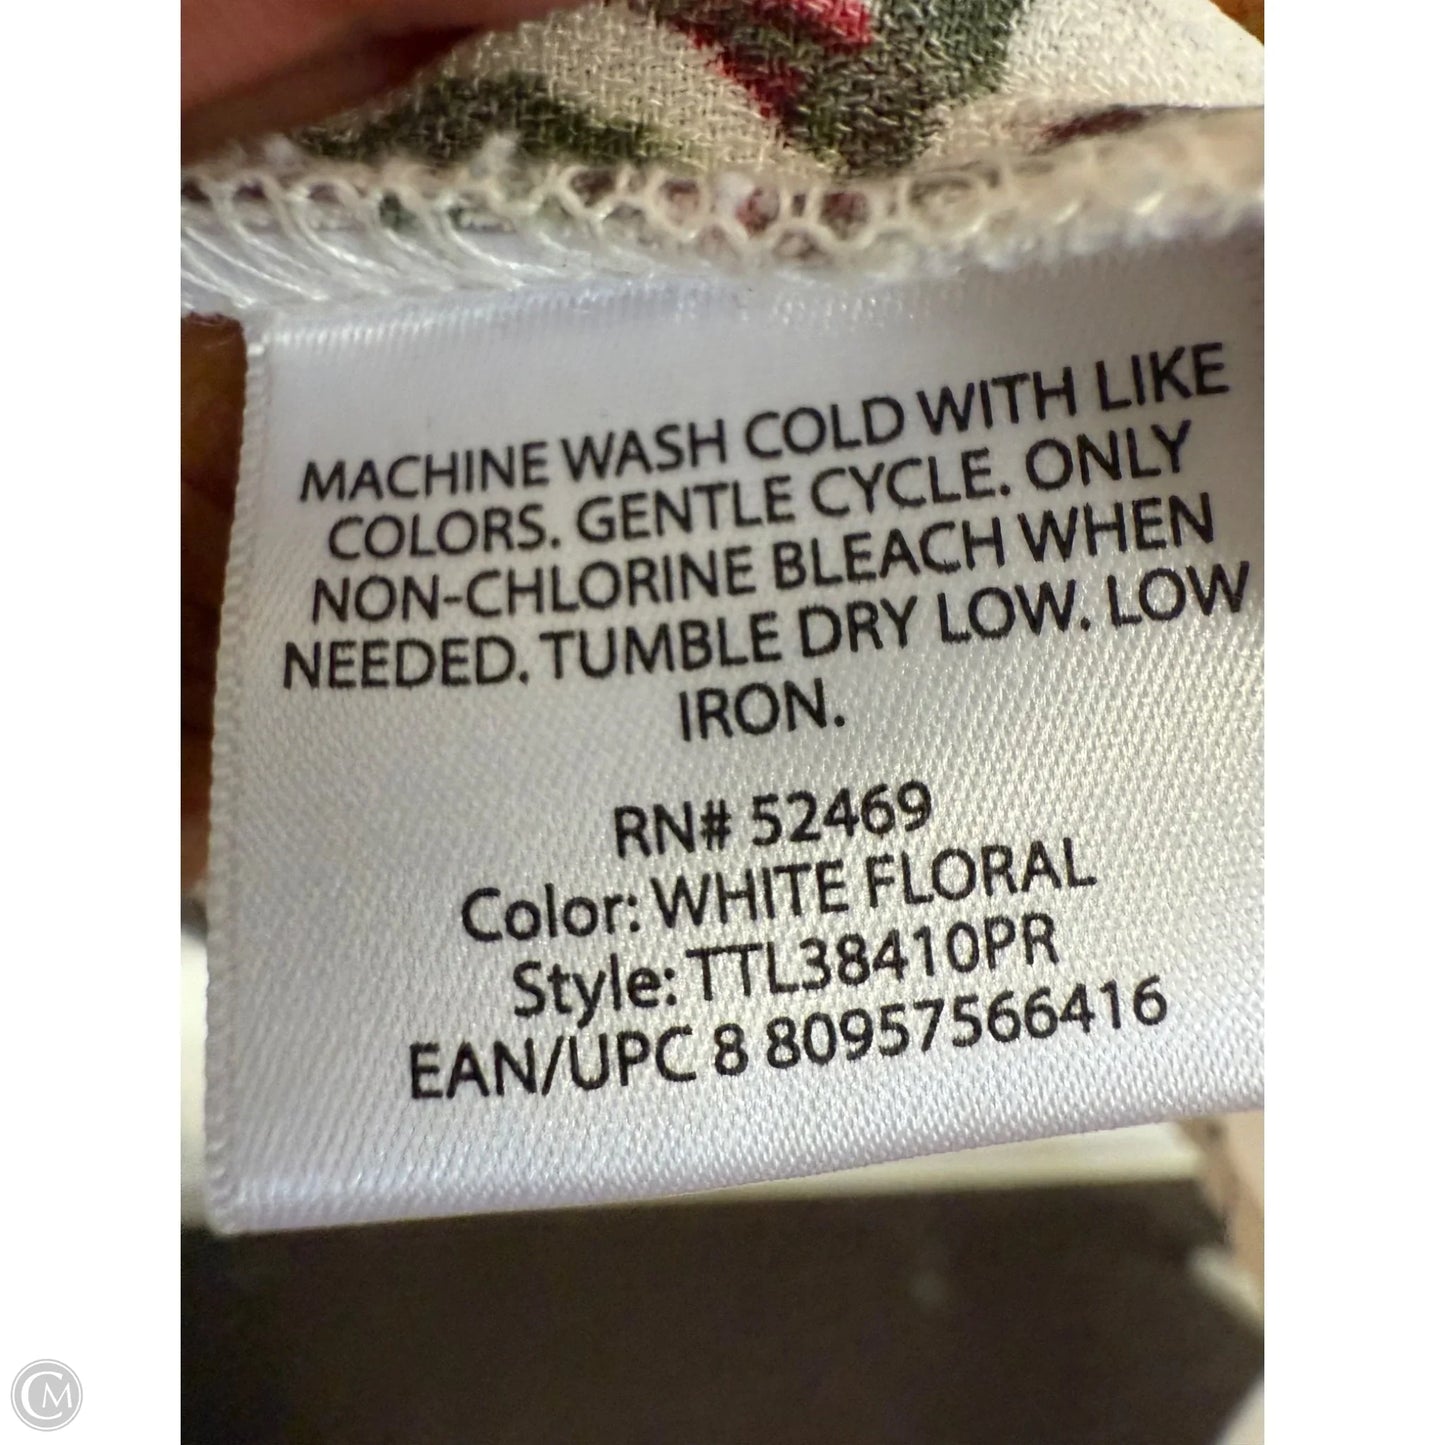 MACHINE WASH COLD WITH LIKE
COLORS. GENTLE CYCLE. ONLY
NON-CHLORINE BLEACH WHEN
NEEDED. TUMBLE DRY LOW. LOW
IRON.
RN# 52469
Color: WHITE FLORAL
Style: TTL38410PR
EAN/UPC 8 80957566416
CM